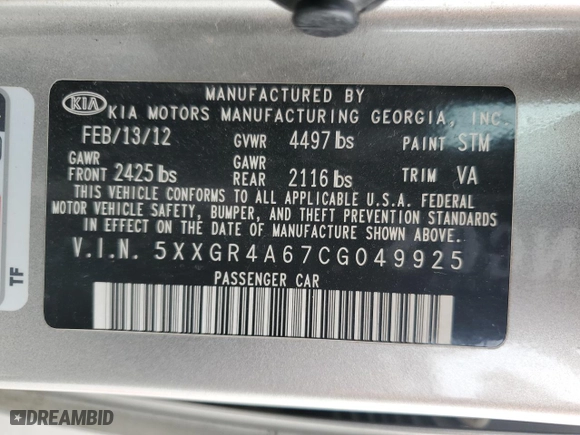 MANUFACTURED BY
KIA KIA MOTORS MANUFACTURING GEORGIA, INC
FEB/13/12 GVWR 4497 lbs PAINT STM
GAWR FRONT 2425 lbs GAWR REAR 2116 lbs TRIM VA
THIS VEHICLE CONFORMS TO ALL APPLICABLE U.S.A. FEDERAL
MOTOR VEHICLE SAFETY, BUMPER, AND THEFT PREVENTION STANDARDS
IN EFFECT ON THE DATE OF MANUFACTURE SHOWN ABOVE
V.I.N. 5XXGR4A67CG049925
PASSENGER CAR
TF
DREAMBID